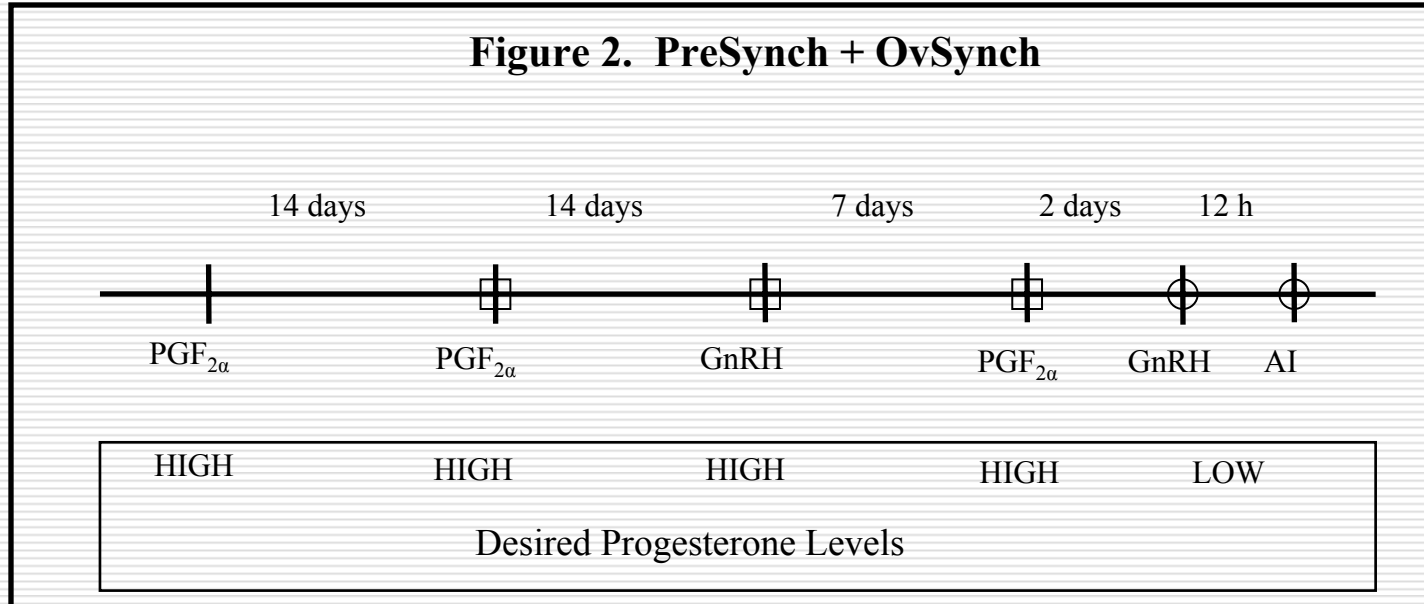 Figure 2. PreSynch + OvSynch
14 days 14 days 7 days 2 days 12 h
PGF₂α PGF₂α GnRH PGF₂α GnRH AI
HIGH HIGH HIGH HIGH LOW
Desired Progesterone Levels